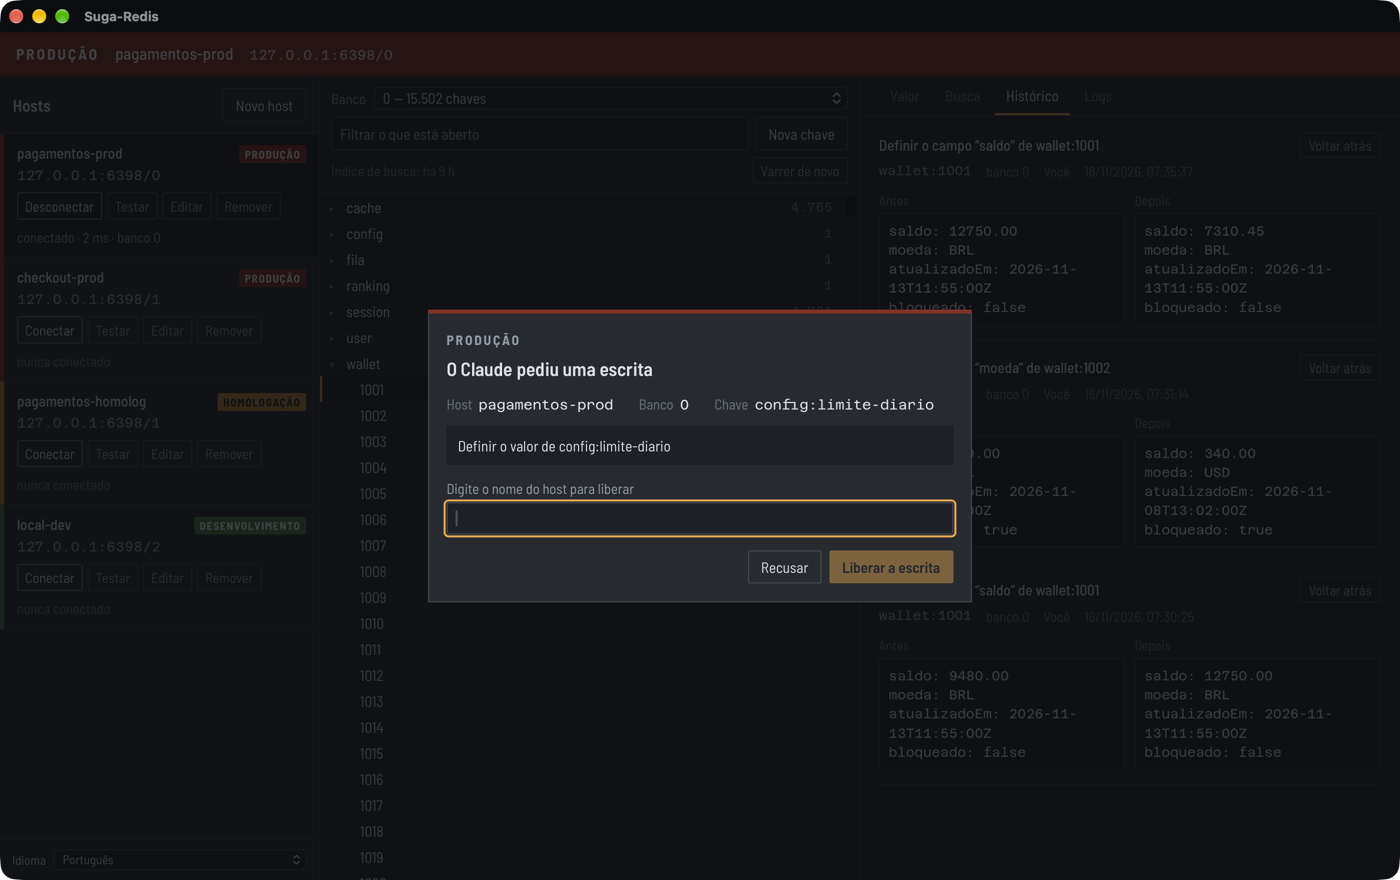 Suga-Redis
PRODUÇÃO pagamentos-prod 127.0.0.1:6398/0
Hosts
Novo host
pagamentos-prod PRODUÇÃO
127.0.0.1:6398/0
Desconectar Testar Editar Remover
conectado · 2 ms · banco 0
checkout-prod PRODUÇÃO
127.0.0.1:6398/1
Conectar Testar Editar Remover
nunca conectado
pagamentos-homolog HOMOLOGAÇÃO
127.0.0.1:6398/1
Conectar Testar Editar Remover
nunca conectado
local-dev DESENVOLVIMENTO
127.0.0.1:6398/2
Conectar Testar Editar Remover
nunca conectado
Idioma Português
Banco 0 — 15.502 chaves
Filtrar o que está aberto Nova chave
Índice de busca: há 9 h Varrer de novo
cache 4.765
config 1
fila 1
ranking 1
session
user
wallet
1001
1002
1003
1004
1005
1006
1007
1008
1009
1010
1011
1012
1013
1014
1015
1016
1017
1018
1019
PRODUÇÃO
O Claude pediu uma escrita
Host pagamentos-prod Banco 0 Chave config:limite-diario
Definir o valor de config:limite-diario
Digite o nome do host para liberar
Recusar Liberar a escrita
Valor Busca Histórico Logs
Definir o campo “saldo” de wallet:1001 Voltar atrás
wallet:1001 banco 0 Você 16/11/2026, 07:35:37
Antes Depois
saldo: 12750.00
moeda: BRL
atualizadoEm: 2026-11-
13T11:55:00Z
bloqueado: false
saldo: 7310.45
moeda: BRL
atualizadoEm: 2026-11-
13T11:55:00Z
bloqueado: false
“moeda” de wallet:1002 Voltar atrás
banco 0 Você 16/11/2026, 07:31:14
Depois
.00
26-11-
0Z
true
saldo: 340.00
moeda: USD
atualizadoEm: 2026-11-
08T13:02:00Z
bloqueado: true
“saldo” de wallet:1001 Voltar atrás
wallet:1001 banco 0 Você 16/11/2026, 07:30:25
Antes Depois
saldo: 9480.00
moeda: BRL
atualizadoEm: 2026-11-
13T11:55:00Z
bloqueado: false
saldo: 12750.00
moeda: BRL
atualizadoEm: 2026-11-
13T11:55:00Z
bloqueado: false